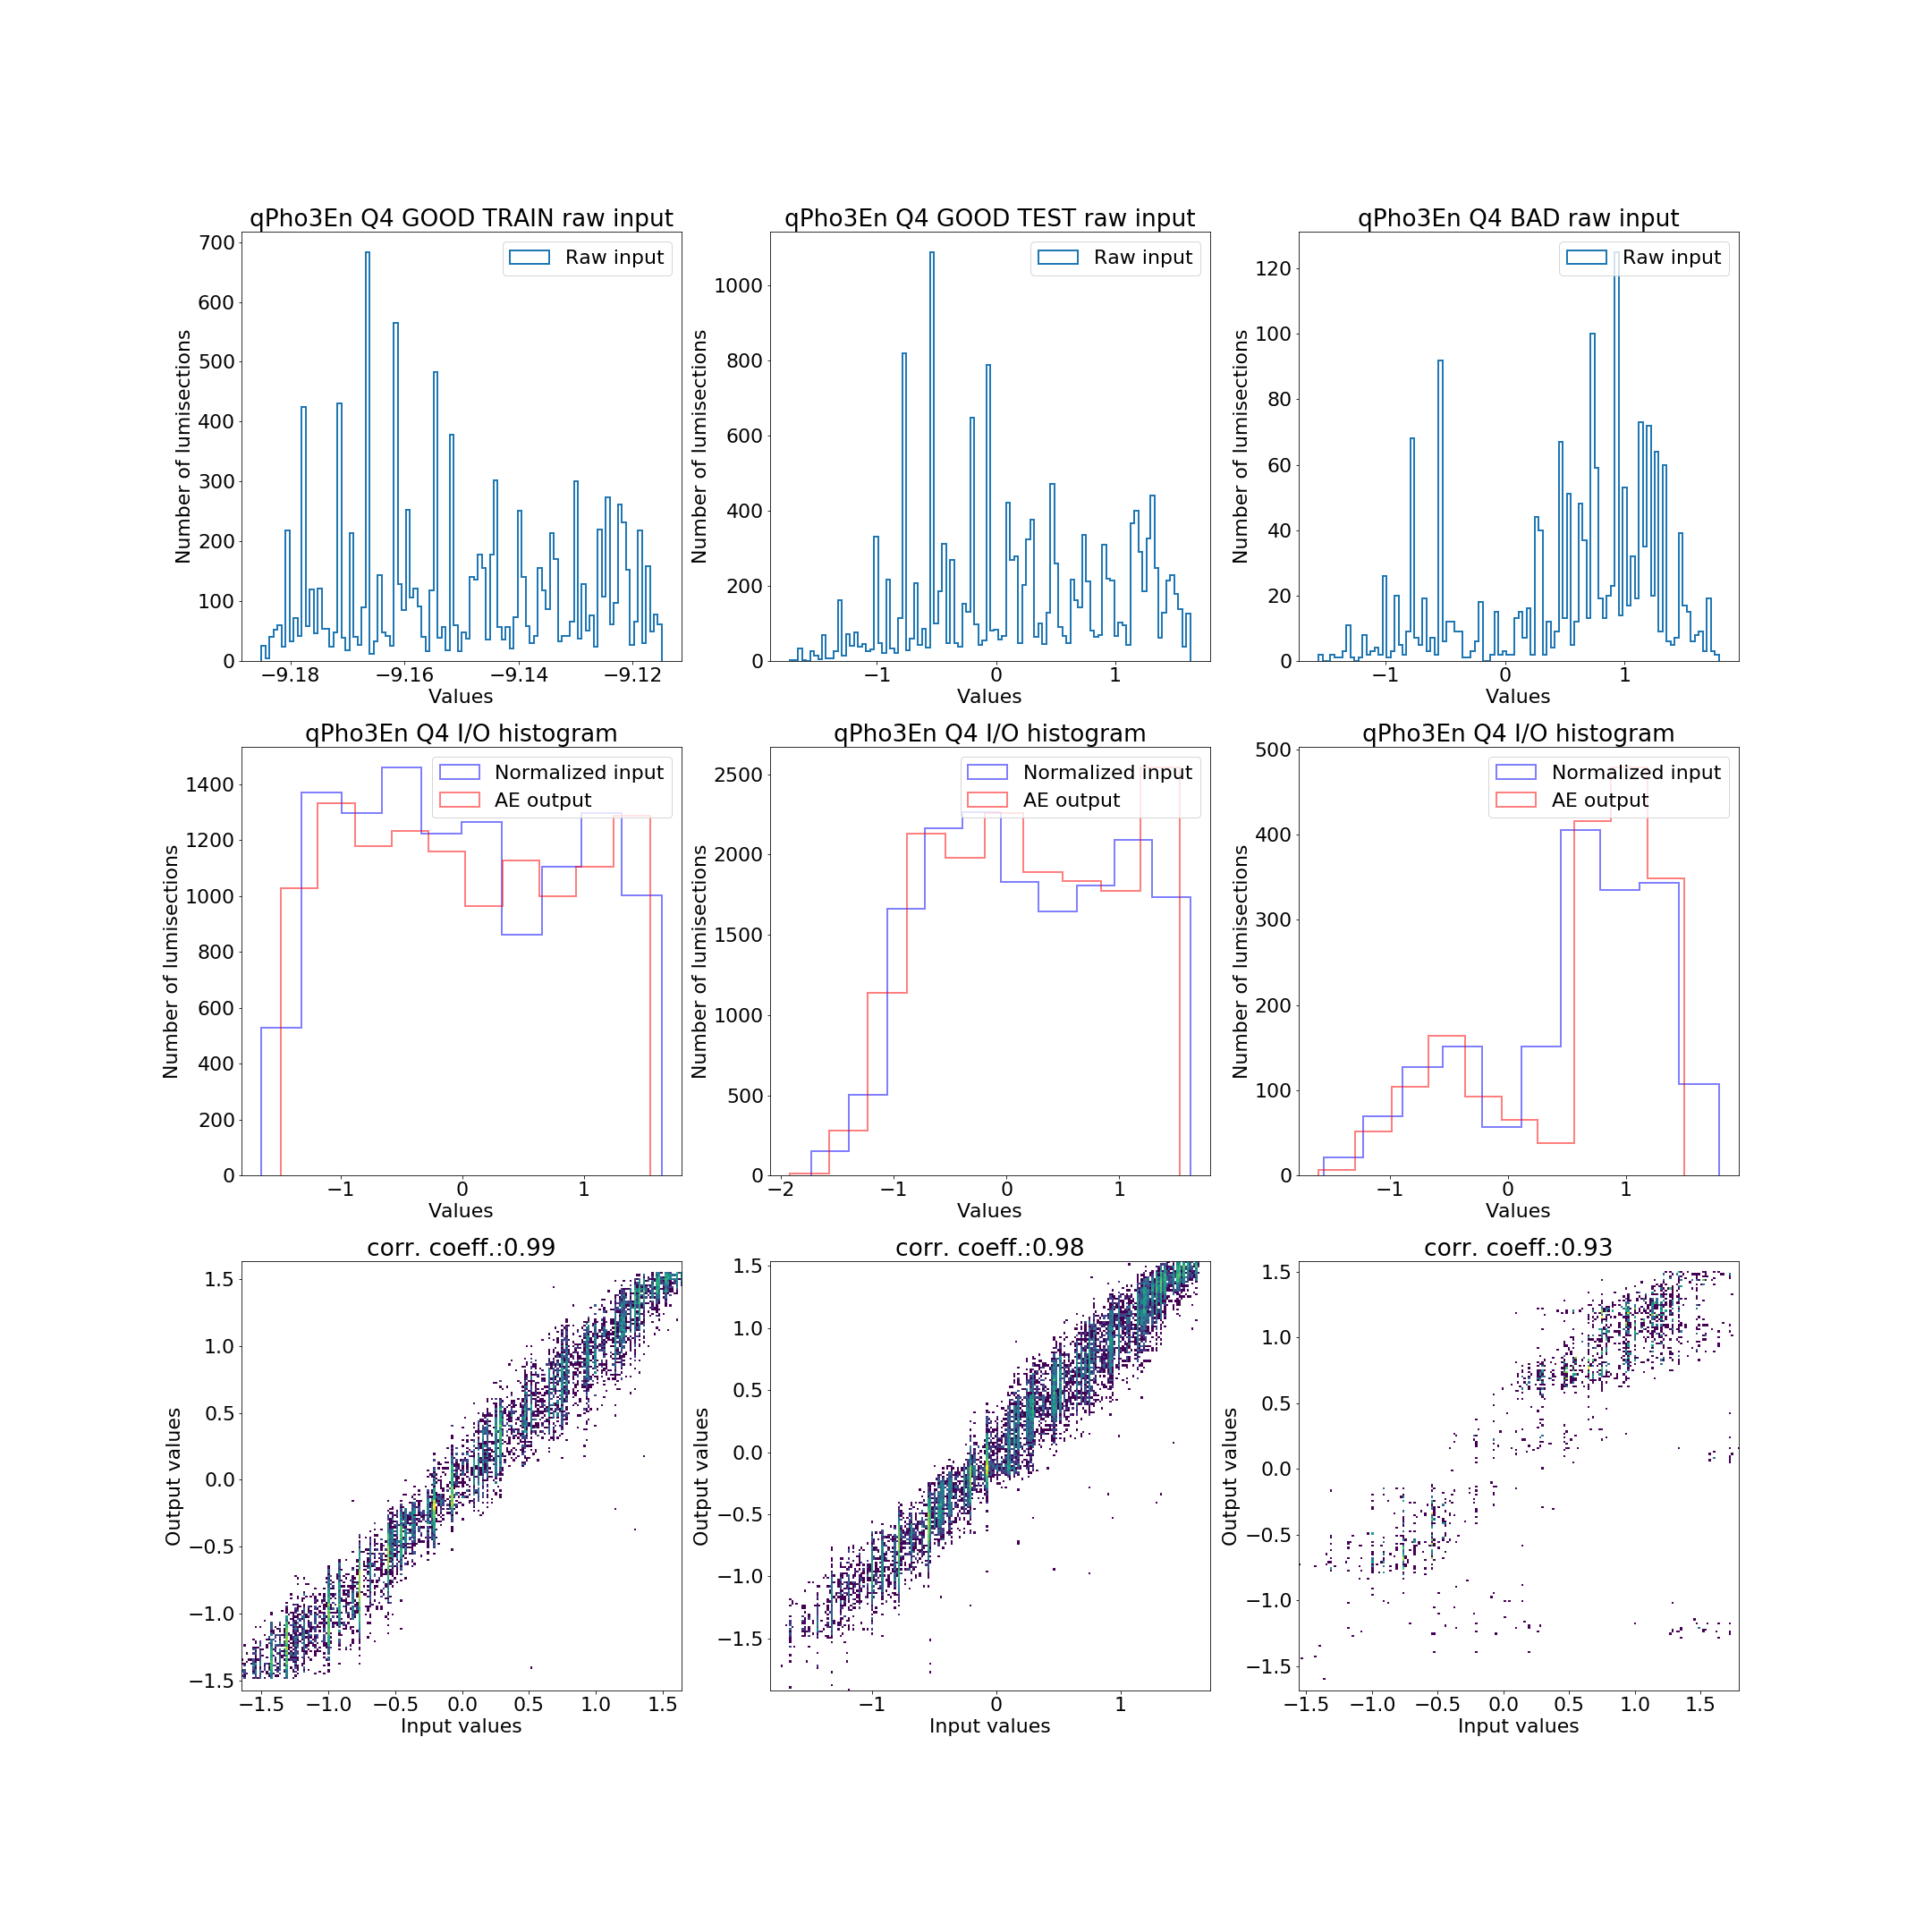 qPho3En Q4 GOOD TRAIN raw input
700
600
500
400
300
200
100
0
Number of lumisections
Raw input
−9.18 −9.16 −9.14 −9.12
Values
qPho3En Q4 GOOD TEST raw input
1000
800
600
400
200
0
Number of lumisections
Raw input
−1 0 1
Values
qPho3En Q4 BAD raw input
120
100
80
60
40
20
0
Number of lumisections
Raw input
−1 0 1
Values
qPho3En Q4 I/O histogram
1400
1200
1000
800
600
400
200
0
Number of lumisections
Normalized input
AE output
−1 0 1
Values
qPho3En Q4 I/O histogram
2500
2000
1500
1000
500
0
Number of lumisections
Normalized input
AE output
−2 −1 0 1
Values
qPho3En Q4 I/O histogram
500
400
300
200
100
0
Number of lumisections
Normalized input
AE output
−1 0 1
Values
corr. coeff.:0.99
1.5
1.0
0.5
0.0
−0.5
−1.0
−1.5
Output values
−1.5 −1.0 −0.5 0.0 0.5 1.0 1.5
Input values
corr. coeff.:0.98
1.5
1.0
0.5
0.0
−0.5
−1.0
−1.5
Output values
−1 0 1
Input values
corr. coeff.:0.93
1.5
1.0
0.5
0.0
−0.5
−1.0
−1.5
Output values
−1.5 −1.0 −0.5 0.0 0.5 1.0 1.5
Input values